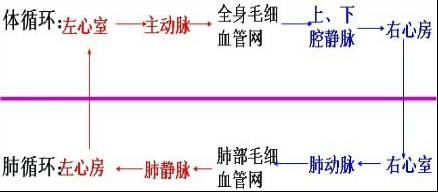 体循环:左心室 → 主动脉 → 全身毛细血管网 → 上、下腔静脉 → 右心房
肺循环:左心房 ← 肺静脉 ← 肺部毛细血管网 ← 肺动脉 ← 右心室